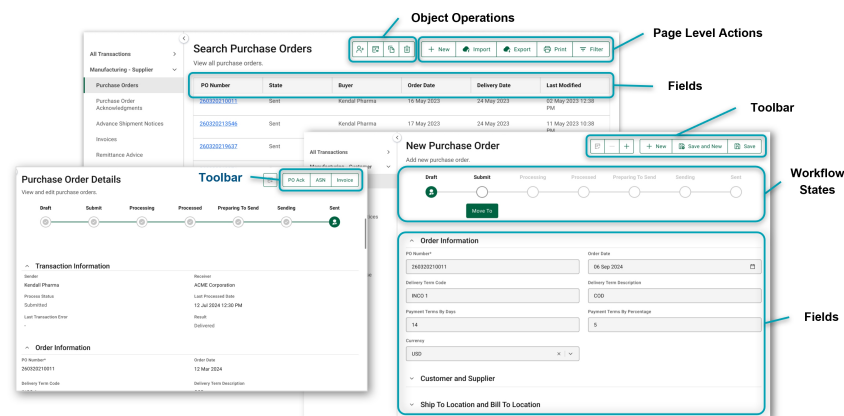 Object Operations
Page Level Actions
All Transactions
Manufacturing - Supplier
Purchase Orders
Purchase Order
Acknowledgments
Advance Shipment Notices
Invoices
Remittance Advice
Search Purchase Orders
View all purchase orders.
New Import Export Print Filter
PO Number State Buyer Order Date Delivery Date Last Modified
260320210011 Sent Kendal Pharma 16 May 2023 24 May 2023 02 May 2023 12:38
PM
260320213546 Sent Kendal Pharma 17 May 2023 24 May 2023 11 May 2023 10:38
PM
260320219637 Sent
Fields
Toolbar
All Transactions
Manufacturing - Customer
New Purchase Order
Add new purchase order.
New Save and New Save
Draft Submit Processing Processed Preparing To Send Sending Sent
Move To
Workflow
States
Order Information
PO Number* Order Date
260320210011 06 Sep 2024
Delivery Term Code Delivery Term Description
INCO 1 COD
Payment Terms By Days Payment Terms By Percentage
14 5
Currency
USD
Customer and Supplier
Ship To Location and Bill To Location
Fields
Purchase Order Details
View and edit purchase orders.
Toolbar
PO Ack ASN Invoice
Draft Submit Processing Processed Preparing To Send Sending Sent
Transaction Information
Sender Receiver
Kendall Pharma ACME Corporation
Process Status Last Processed Date
Submitted 12 Jul 2024 12:30 PM
Last Transaction Error Result
- Delivered
Order Information
PO Number* Order Date
260320210011 12 Mar 2024
Delivery Term Code Delivery Term Description